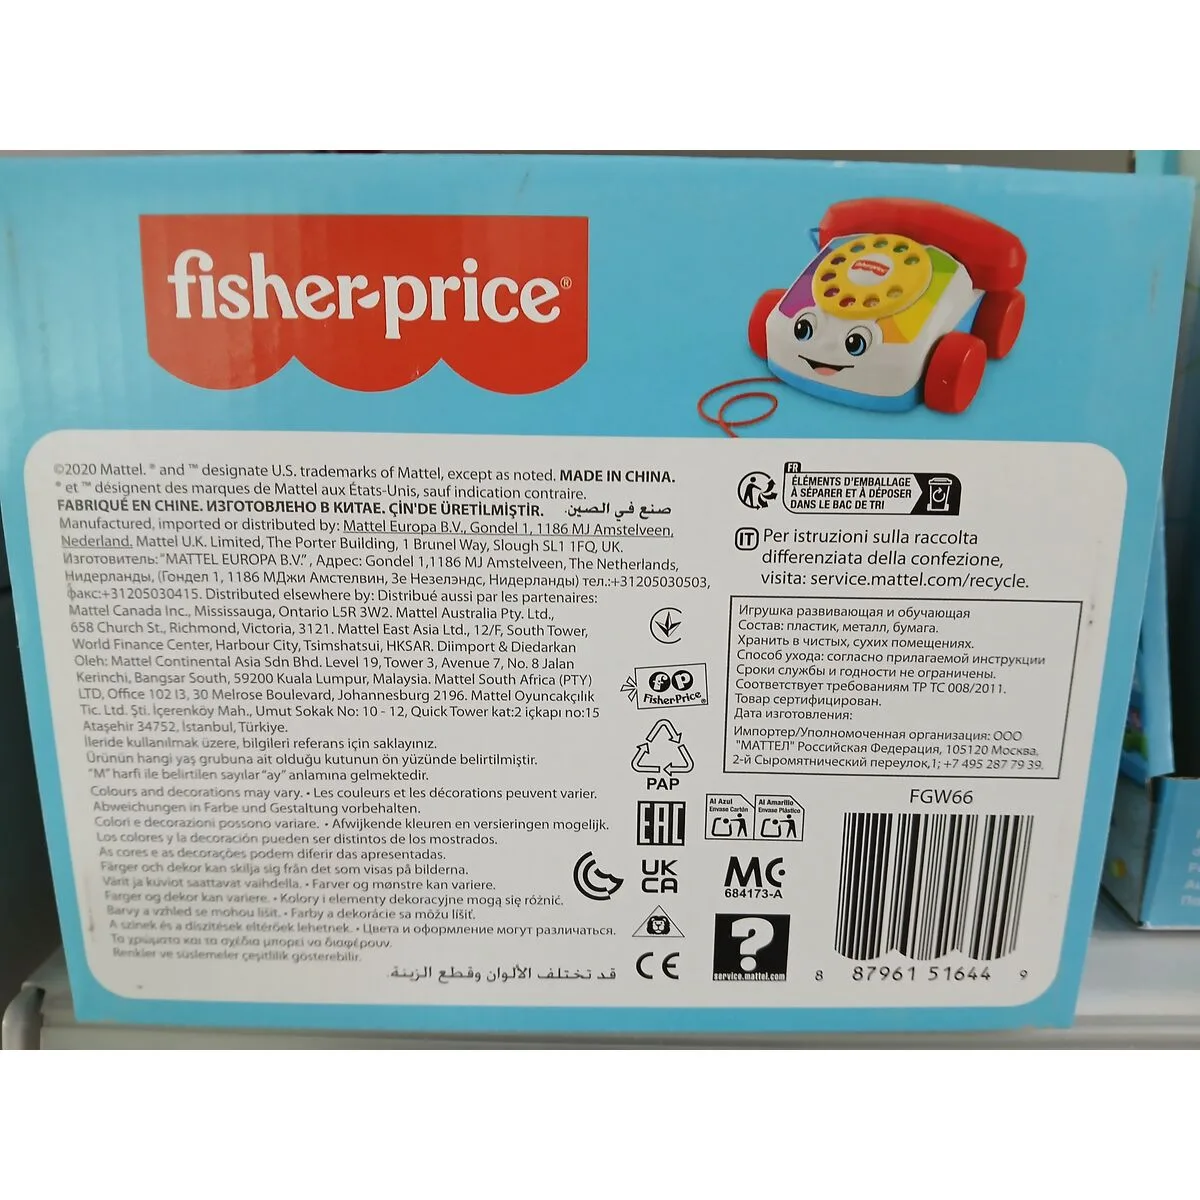 fisher-price®
©2020 Mattel. ® and ™ designate U.S. trademarks of Mattel, except as noted. MADE IN CHINA.
® et ™ désignent des marques de Mattel aux États-Unis, sauf indication contraire.
FABRIQUÉ EN CHINE. ИЗГОТОВЛЕНО В КИТАЕ. ÇİN'DE ÜRETİLMİŞTİR. صنع في الصين.
Manufactured, imported or distributed by: Mattel Europa B.V., Gondel 1, 1186 MJ Amstelveen,
Nederland. Mattel U.K. Limited, The Porter Building, 1 Brunel Way, Slough SL1 1FQ, UK.
Изготовитель: "MATTEL EUROPA B.V.", Адрес: Gondel 1,1186 MJ Amstelveen, The Netherlands,
Нидерланды, (Гондел 1, 1186 МДжи Амстелвин, Зе Незелэндс, Нидерланды) тел.:+31205030503,
факс:+31205030415. Distributed elsewhere by: Distribué aussi par les partenaires:
Mattel Canada Inc., Mississauga, Ontario L5R 3W2. Mattel Australia Pty. Ltd.,
658 Church St., Richmond, Victoria, 3121. Mattel East Asia Ltd., 12/F, South Tower,
World Finance Center, Harbour City, Tsimshatsui, HKSAR. Diimport & Diedarkan
Oleh: Mattel Continental Asia Sdn Bhd. Level 19, Tower 3, Avenue 7, No. 8 Jalan
Kerinchi, Bangsar South, 59200 Kuala Lumpur, Malaysia. Mattel South Africa (PTY)
LTD, Office 102 I3, 30 Melrose Boulevard, Johannesburg 2196. Mattel Oyuncakçılık
Tic. Ltd. Şti. İçerenköy Mah., Umut Sokak No: 10 - 12, Quick Tower kat:2 içkapı no:15
Ataşehir 34752, İstanbul, Türkiye.
İleride kullanılmak üzere, bilgileri referans için saklayınız.
Ürünün hangi yaş grubuna ait olduğu kutunun ön yüzünde belirtilmiştir.
"M" harfi ile belirtilen sayılar "ay" anlamına gelmektedir.
Colours and decorations may vary. • Les couleurs et les décorations peuvent varier.
Abweichungen in Farbe und Gestaltung vorbehalten.
Colori e decorazioni possono variare. • Afwijkende kleuren en versieringen mogelijk.
Los colores y la decoración pueden ser distintos de los mostrados.
As cores e as decorações podem diferir das apresentadas.
Färger och dekor kan skilja sig från det som visas på bilderna.
Värit ja kuviot saattavat vaihdella. • Farver og mønstre kan variere.
Farger og dekor kan variere. • Kolory i elementy dekoracyjne mogą się różnić.
Barvy a vzhled se mohou lišit. • Farby a dekorácie sa môžu líšiť.
A színek és a díszítések eltérőek lehetnek. • Цвета и оформление могут различаться.
Τα χρώματα και τα σχέδια μπορεί να διαφέρουν.
Renkler ve süslemeler çeşitlilik gösterebilir.
قد تختلف الألوان وقطع الزينة.
fp
Fisher-Price®
PAP
EAC
UK
CA
CE
FR
ÉLÉMENTS D'EMBALLAGE
À SÉPARER ET À DÉPOSER
DANS LE BAC DE TRI
IT Per istruzioni sulla raccolta
differenziata della confezione,
visita: service.mattel.com/recycle.
Игрушка развивающая и обучающая
Состав: пластик, металл, бумага.
Хранить в чистых, сухих помещениях.
Способ ухода: согласно прилагаемой инструкции
Сроки службы и годности не ограничены.
Соответствует требованиям ТР ТС 008/2011.
Товар сертифицирован.
Дата изготовления:
Импортер/Уполномоченная организация: ООО
"МАТТЕЛ" Российская Федерация, 105120 Москва,
2-й Сыромятнический переулок,1; +7 495 287 79 39.
Al Azul
Envase Cartón
Al Amarillo
Envase Plástico
MC
684173-A
?
service.mattel.com
FGW66
8 87961 51644 9